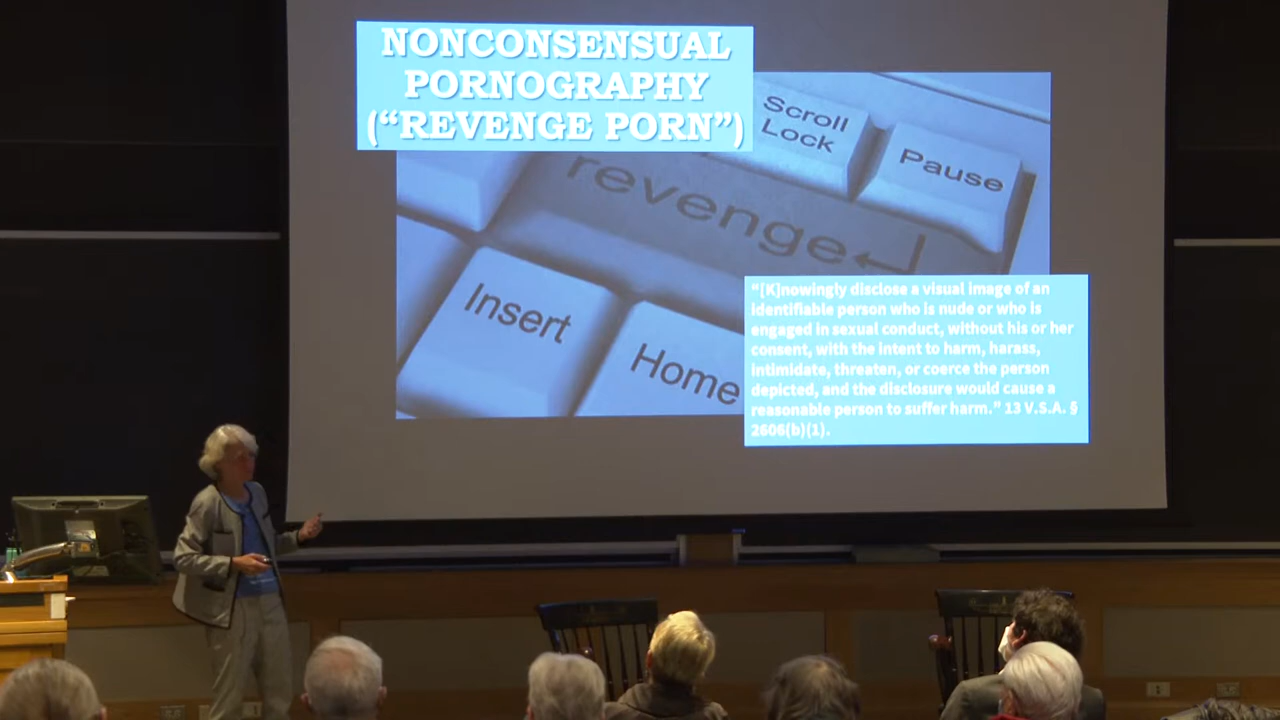 NONCONSENSUAL
PORNOGRAPHY
("REVENGE PORN")
Scroll
Lock
Pause
revenge
Insert
Home
"[K]nowingly disclose a visual image of an
identifiable person who is nude or who is
engaged in sexual conduct, without his or her
consent, with the intent to harm, harass,
intimidate, threaten, or coerce the person
depicted, and the disclosure would cause a
reasonable person to suffer harm." 13 V.S.A. §
2606(b)(1).